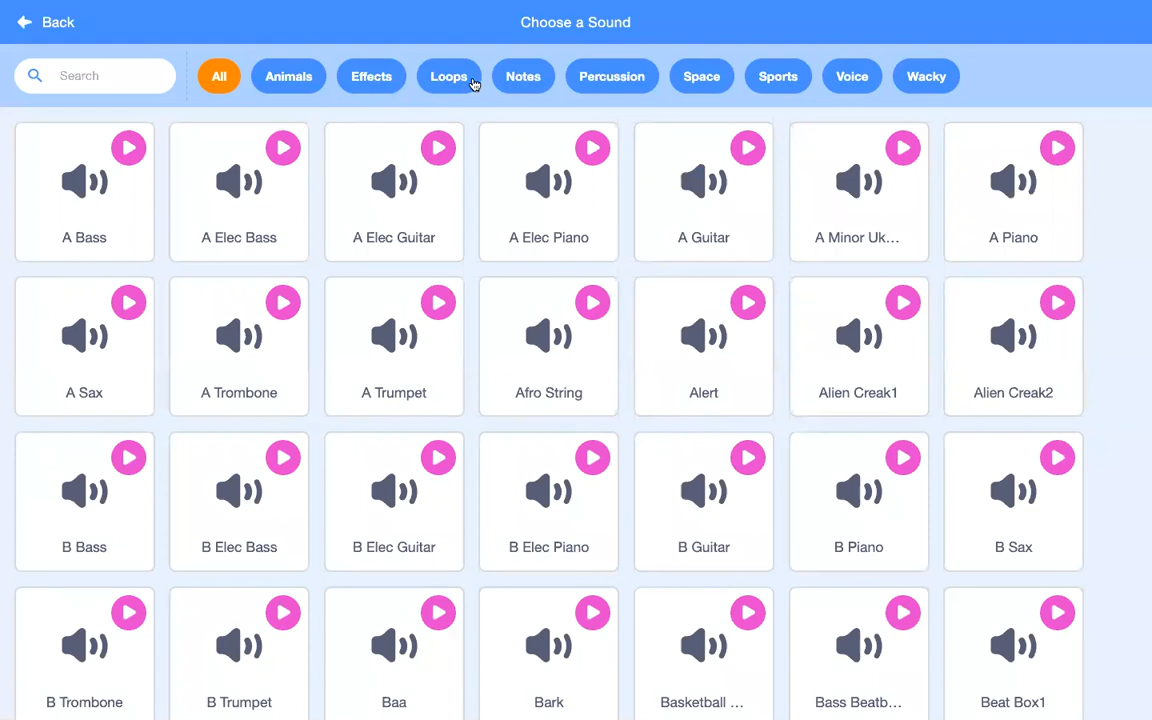 Back
Choose a Sound
Search
All
Animals
Effects
Loops
Notes
Percussion
Space
Sports
Voice
Wacky
A Bass
A Elec Bass
A Elec Guitar
A Elec Piano
A Guitar
A Minor Uk...
A Piano
A Sax
A Trombone
A Trumpet
Afro String
Alert
Alien Creak1
Alien Creak2
B Bass
B Elec Bass
B Elec Guitar
B Elec Piano
B Guitar
B Piano
B Sax
B Trombone
B Trumpet
Baa
Bark
Basketball ...
Bass Beatb...
Beat Box1